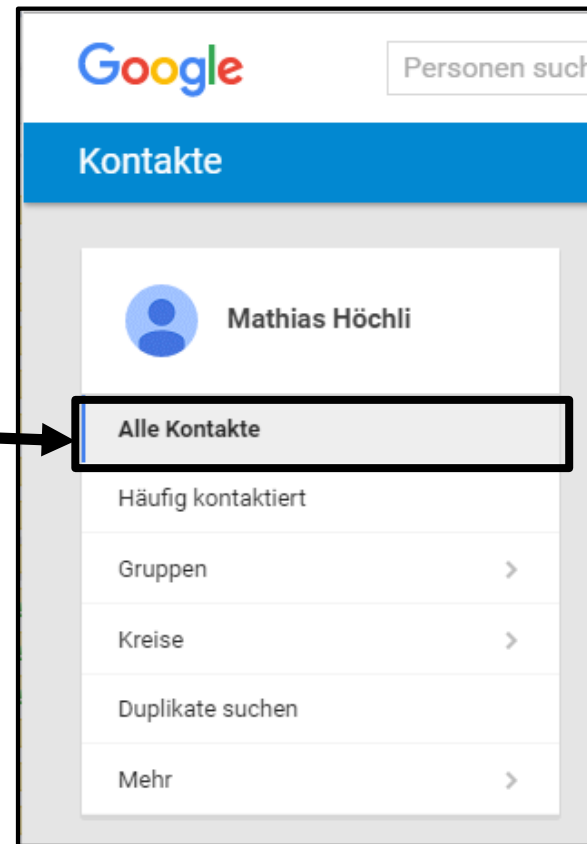 Google
Personen such
Kontakte
Mathias Höchli
Alle Kontakte
Häufig kontaktiert
Gruppen
Kreise
Duplikate suchen
Mehr